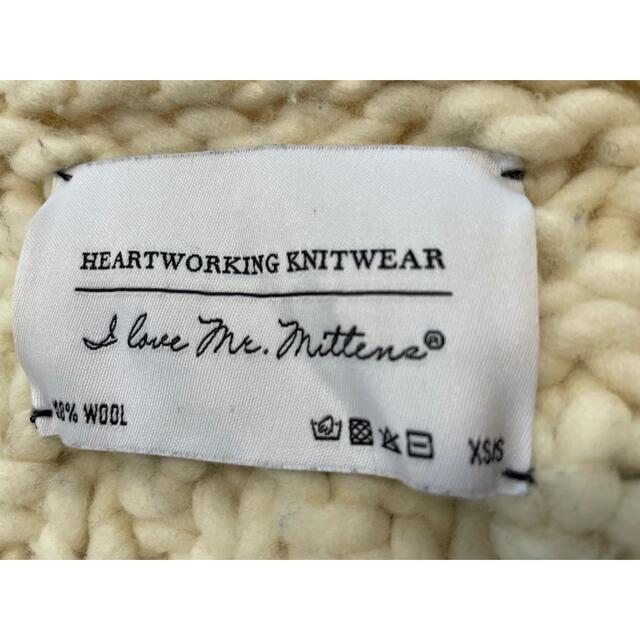 HEARTWORKING KNITWEAR
I love Mr. Mittens®
WOOL
XS/S